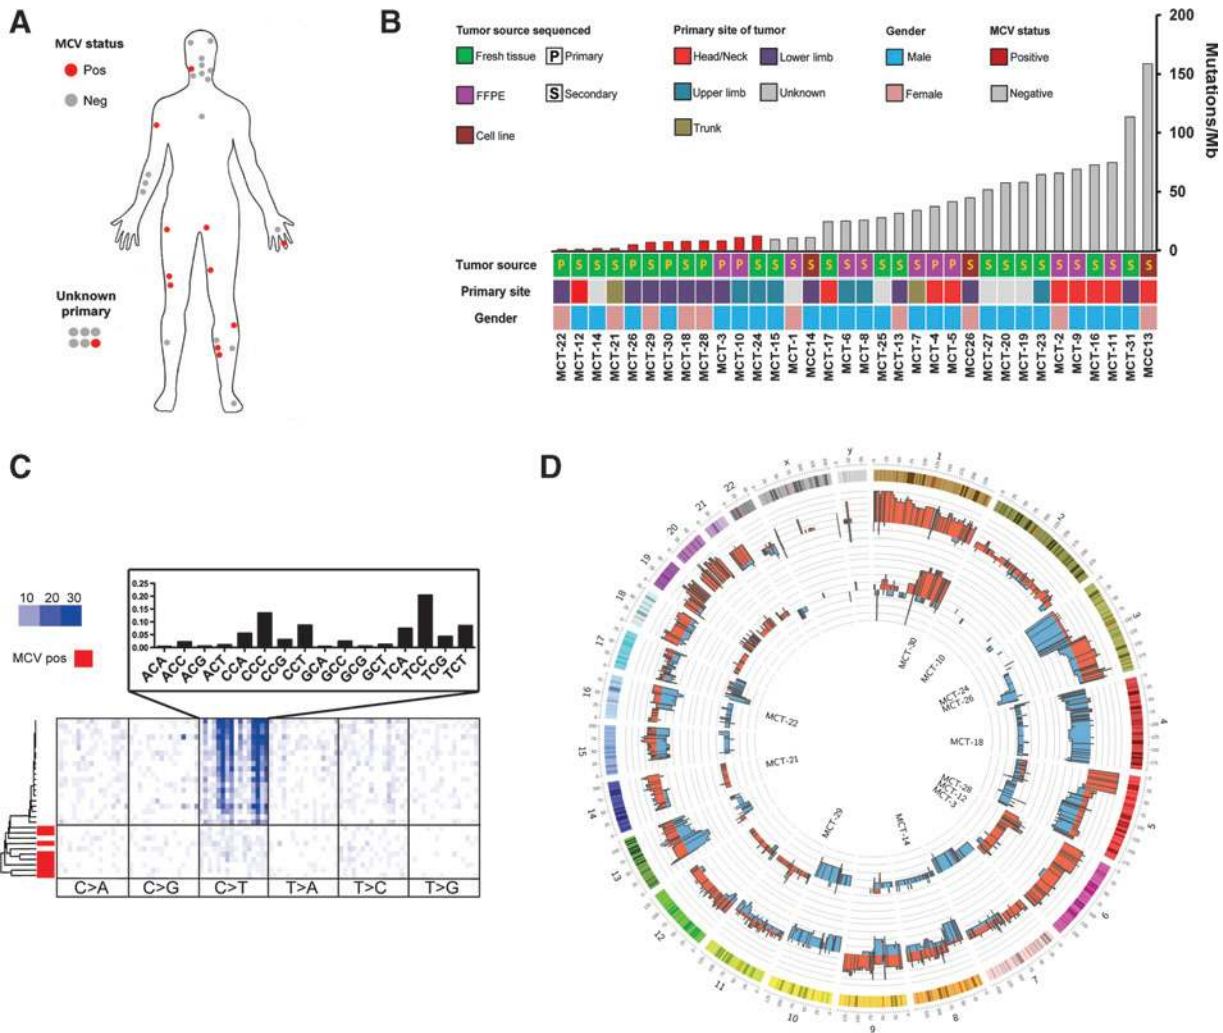 A
MCV status
Pos
Neg
Unknown
primary
B
Tumor source sequenced
Fresh tissue
P Primary
FFPE
S Secondary
Cell line
Primary site of tumor
Head/Neck
Lower limb
Upper limb
Unknown
Trunk
Gender
Male
Female
MCV status
Positive
Negative
200
150
100
50
0
Mutations/Mb
Tumor source
P S S S P S P S S P P S S S S S S S S S S P P S S S S S S S S S S S
Primary site
Gender
MCT-22
MCT-12
MCT-14
MCT-21
MCT-26
MCT-29
MCT-30
MCT-18
MCT-28
MCT-3
MCT-10
MCT-24
MCT-15
MCT-1
MCC14
MCT-17
MCT-6
MCT-8
MCT-25
MCT-13
MCT-7
MCT-4
MCT-5
MCC26
MCT-27
MCT-20
MCT-19
MCT-23
MCT-2
MCT-9
MCT-16
MCT-11
MCT-31
MCC13
C
10 20 30
MCV pos
0.25
0.20
0.15
0.10
0.05
0.00
ACA
ACC
ACG
ACT
CCA
CCC
CCG
CCT
GCA
GCC
GCG
GCT
TCA
TCC
TCG
TCT
C>A C>G C>T T>A T>C T>G
D
1
2
3
4
5
6
7
8
9
10
11
12
13
14
15
16
17
18
19
20
21
22
x
y
MCT-30
MCT-10
MCT-24
MCT-26
MCT-18
MCT-28
MCT-12
MCT-3
MCT-14
MCT-29
MCT-21
MCT-22